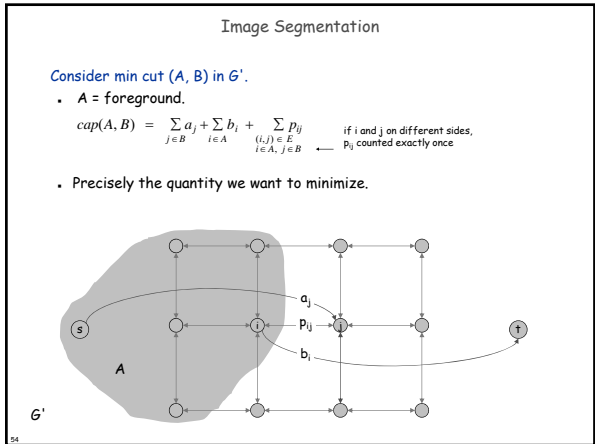 Image Segmentation
Consider min cut (A, B) in G'.
▪ A = foreground.
cap(A, B) = ∑ a_j + ∑ b_i + ∑ p_ij
j ∈ B i ∈ A (i, j) ∈ E
i ∈ A, j ∈ B
if i and j on different sides,
p_ij counted exactly once
▪ Precisely the quantity we want to minimize.
a_j
s i p_ij j t
b_i
A
G'
54